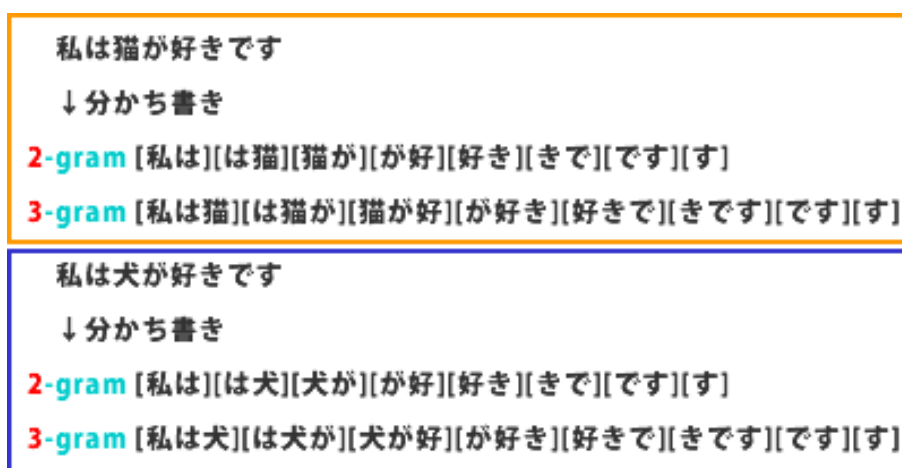 私は猫が好きです
↓分かち書き
2-gram [私は][は猫][猫が][が好][好き][きで][です][す]
3-gram [私は猫][は猫が][猫が好][が好き][好きで][きです][です][す]
私は犬が好きです
↓分かち書き
2-gram [私は][は犬][犬が][が好][好き][きで][です][す]
3-gram [私は犬][は犬が][犬が好][が好き][好きで][きです][です][す]